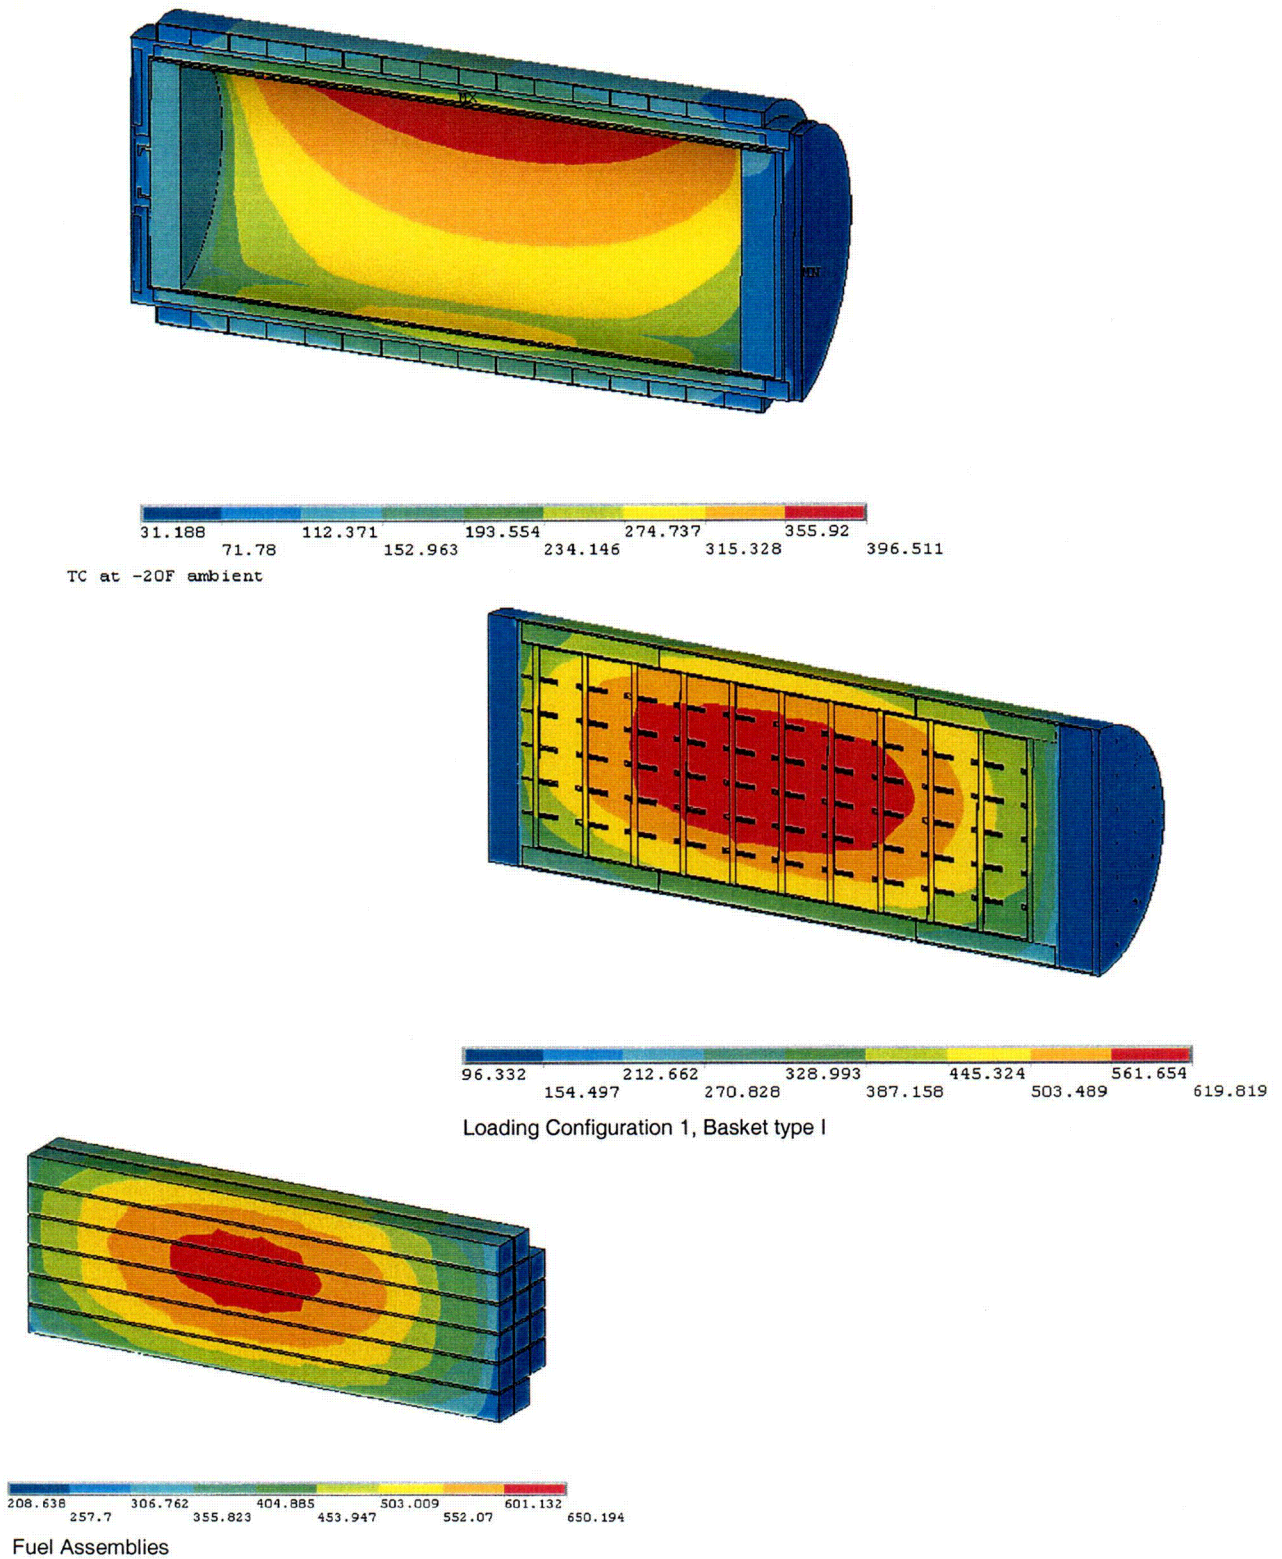 MX
MN
31.188 112.371 193.554 274.737 355.92
71.78 152.963 234.146 315.328 396.511
TC at -20F ambient
96.332 212.662 328.993 445.324 561.654
154.497 270.828 387.158 503.489 619.819
Loading Configuration 1, Basket type I
208.638 306.762 404.885 503.009 601.132
257.7 355.823 453.947 552.07 650.194
Fuel Assemblies